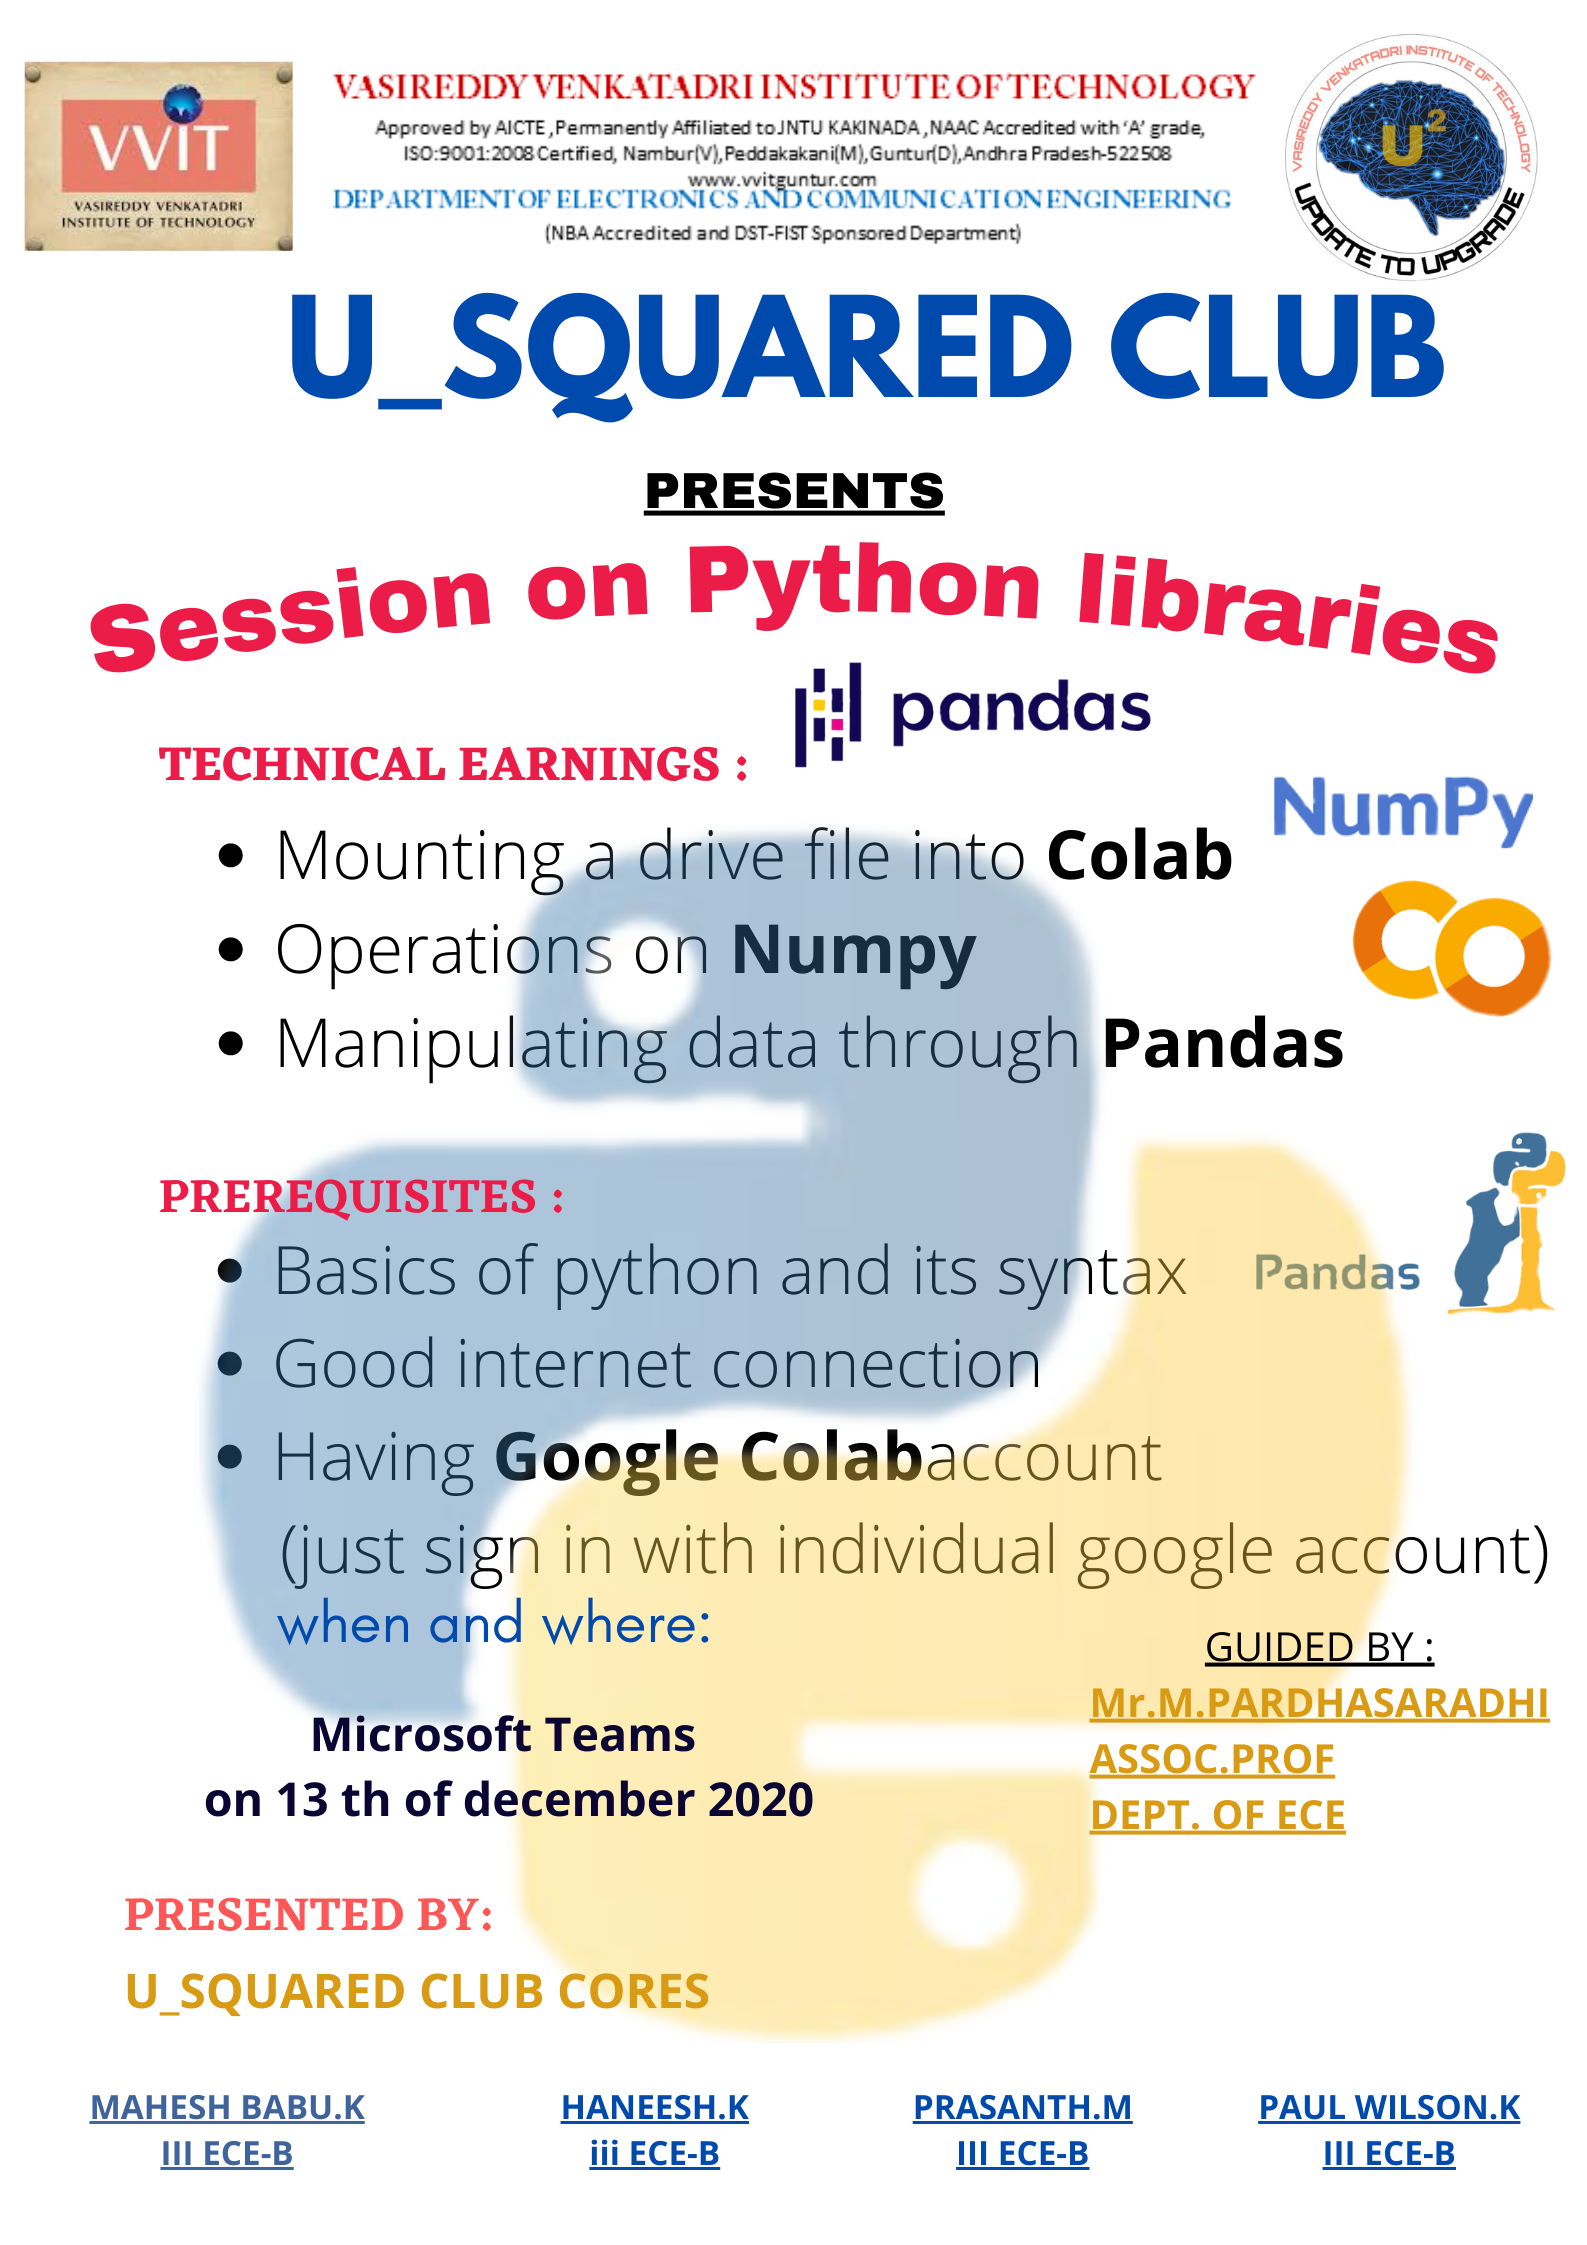 VVIT
VASIREDDY VENKATADRI
INSTITUTE OF TECHNOLOGY
VASIREDDY VENKATADRI INSTITUTE OF TECHNOLOGY
Approved by AICTE ,Permanently Affiliated to JNTU KAKINADA ,NAAC Accredited with ‘A’ grade,
ISO:9001:2008 Certified, Nambur(V),Peddakakani(M),Guntur(D),Andhra Pradesh-522508
www.vvitguntur.com
DEPARTMENT OF ELECTRONICS AND COMMUNICATION ENGINEERING
(NBA Accredited and DST-FIST Sponsored Department)
VASIREDDY VENKATADRI INSTITUTE OF TECHNOLOGY
U²
UPDATE TO UPGRADE
U_SQUARED CLUB
PRESENTS
Session on Python libraries
pandas
TECHNICAL EARNINGS :
NumPy
• Mounting a drive file into Colab
CO
• Operations on Numpy
• Manipulating data through Pandas
PREREQUISITES :
• Basics of python and its syntax
Pandas
• Good internet connection
• Having Google Colabaccount
(just sign in with individual google account)
when and where:
Microsoft Teams
on 13 th of december 2020
GUIDED BY :
Mr.M.PARDHASARADHI
ASSOC.PROF
DEPT. OF ECE
PRESENTED BY:
U_SQUARED CLUB CORES
MAHESH BABU.K
III ECE-B
HANEESH.K
iii ECE-B
PRASANTH.M
III ECE-B
PAUL WILSON.K
III ECE-B